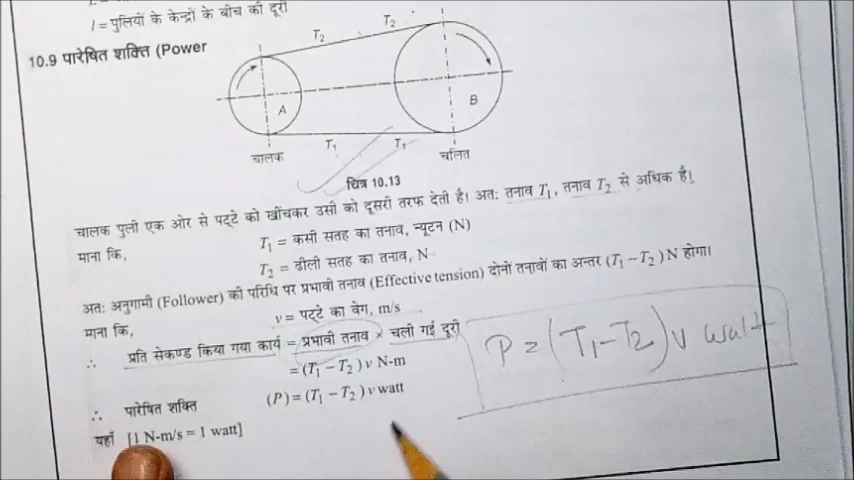 l = पुलियों के केन्द्रों के बीच की दूरी
10.9 पारेषित शक्ति (Power
T2
T2
A
B
T1
T1
चालक
चलित
चित्र 10.13
चालक पुली एक ओर से पट्टे को खींचकर उसी को दूसरी तरफ देती है। अतः तनाव T1, तनाव T2 से अधिक है।
माना कि,
T1 = कसी सतह का तनाव, न्यूटन (N)
T2 = ढीली सतह का तनाव, N
अतः अनुगामी (Follower) की परिधि पर प्रभावी तनाव (Effective tension) दोनों तनावों का अन्तर (T1 – T2) N होगा।
माना कि,
v = पट्टे का वेग, m/s
∴ प्रति सेकण्ड किया गया कार्य = प्रभावी तनाव × चली गई दूरी
= (T1 – T2) v N-m
∴ पारेषित शक्ति (P) = (T1 – T2) v watt
यहाँ [1 N-m/s = 1 watt]
P = (T1-T2) v watt